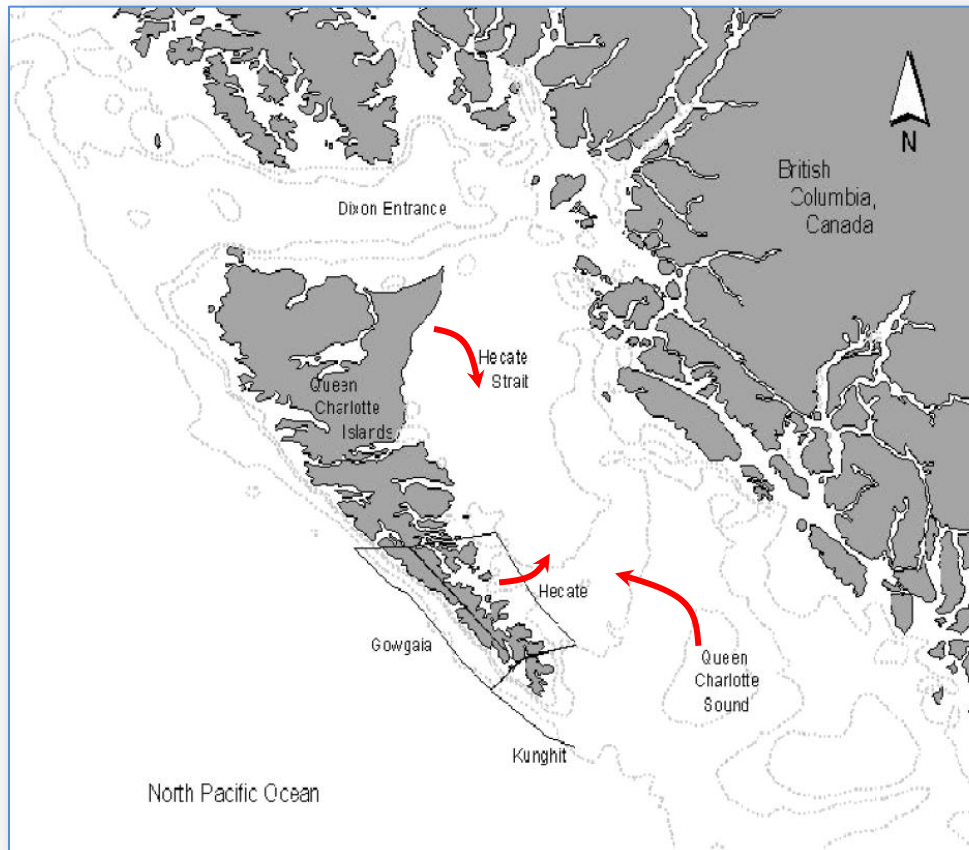 N
British
Columbia,
Canada
Dixon Entrance
Hecate
Strait
Queen
Charlotte
Islands
Hecate
Gowgaia
Queen
Charlotte
Sound
Kunghit
North Pacific Ocean